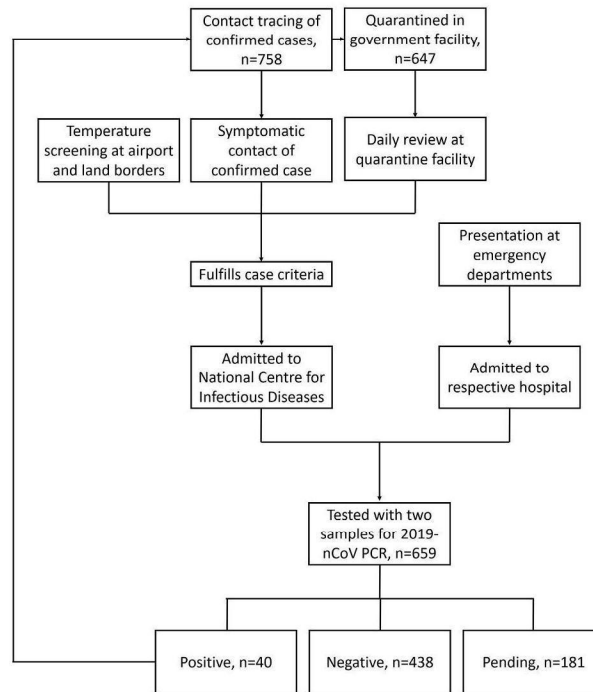 Contact tracing of
confirmed cases,
n=758
Quarantined in
government facility,
n=647
Temperature
screening at airport
and land borders
Symptomatic
contact of
confirmed case
Daily review at
quarantine facility
Presentation at
emergency
departments
Fulfills case criteria
Admitted to
National Centre for
Infectious Diseases
Admitted to
respective hospital
Tested with two
samples for 2019-
nCoV PCR, n=659
Positive, n=40
Negative, n=438
Pending, n=181